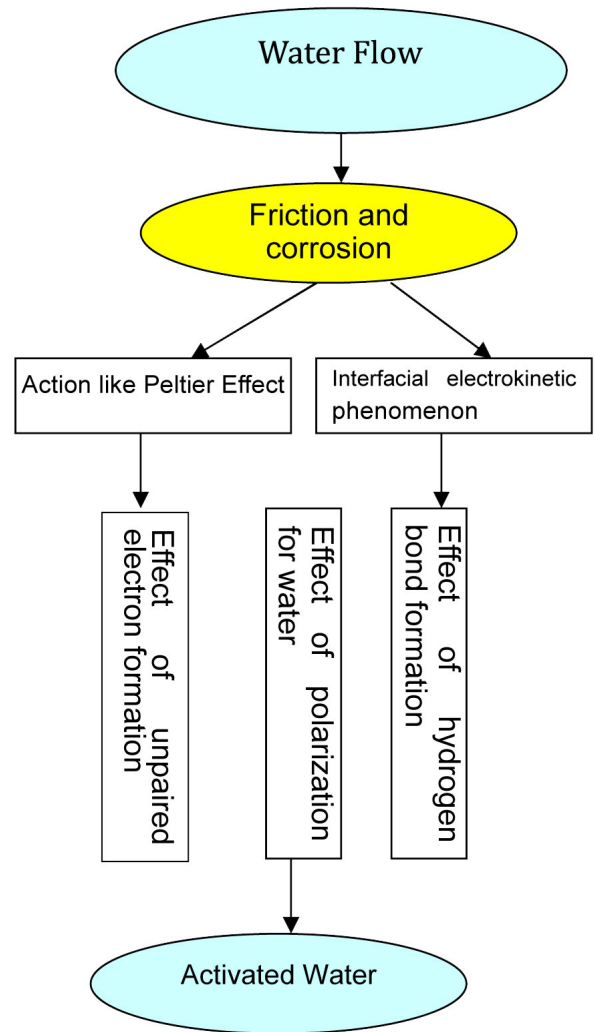 Water Flow
Friction and
corrosion
Action like Peltier Effect
Interfacial electrokinetic
phenomenon
Effect of unpaired
electron formation
Effect of polarization
for water
Effect of hydrogen
bond formation
Activated Water